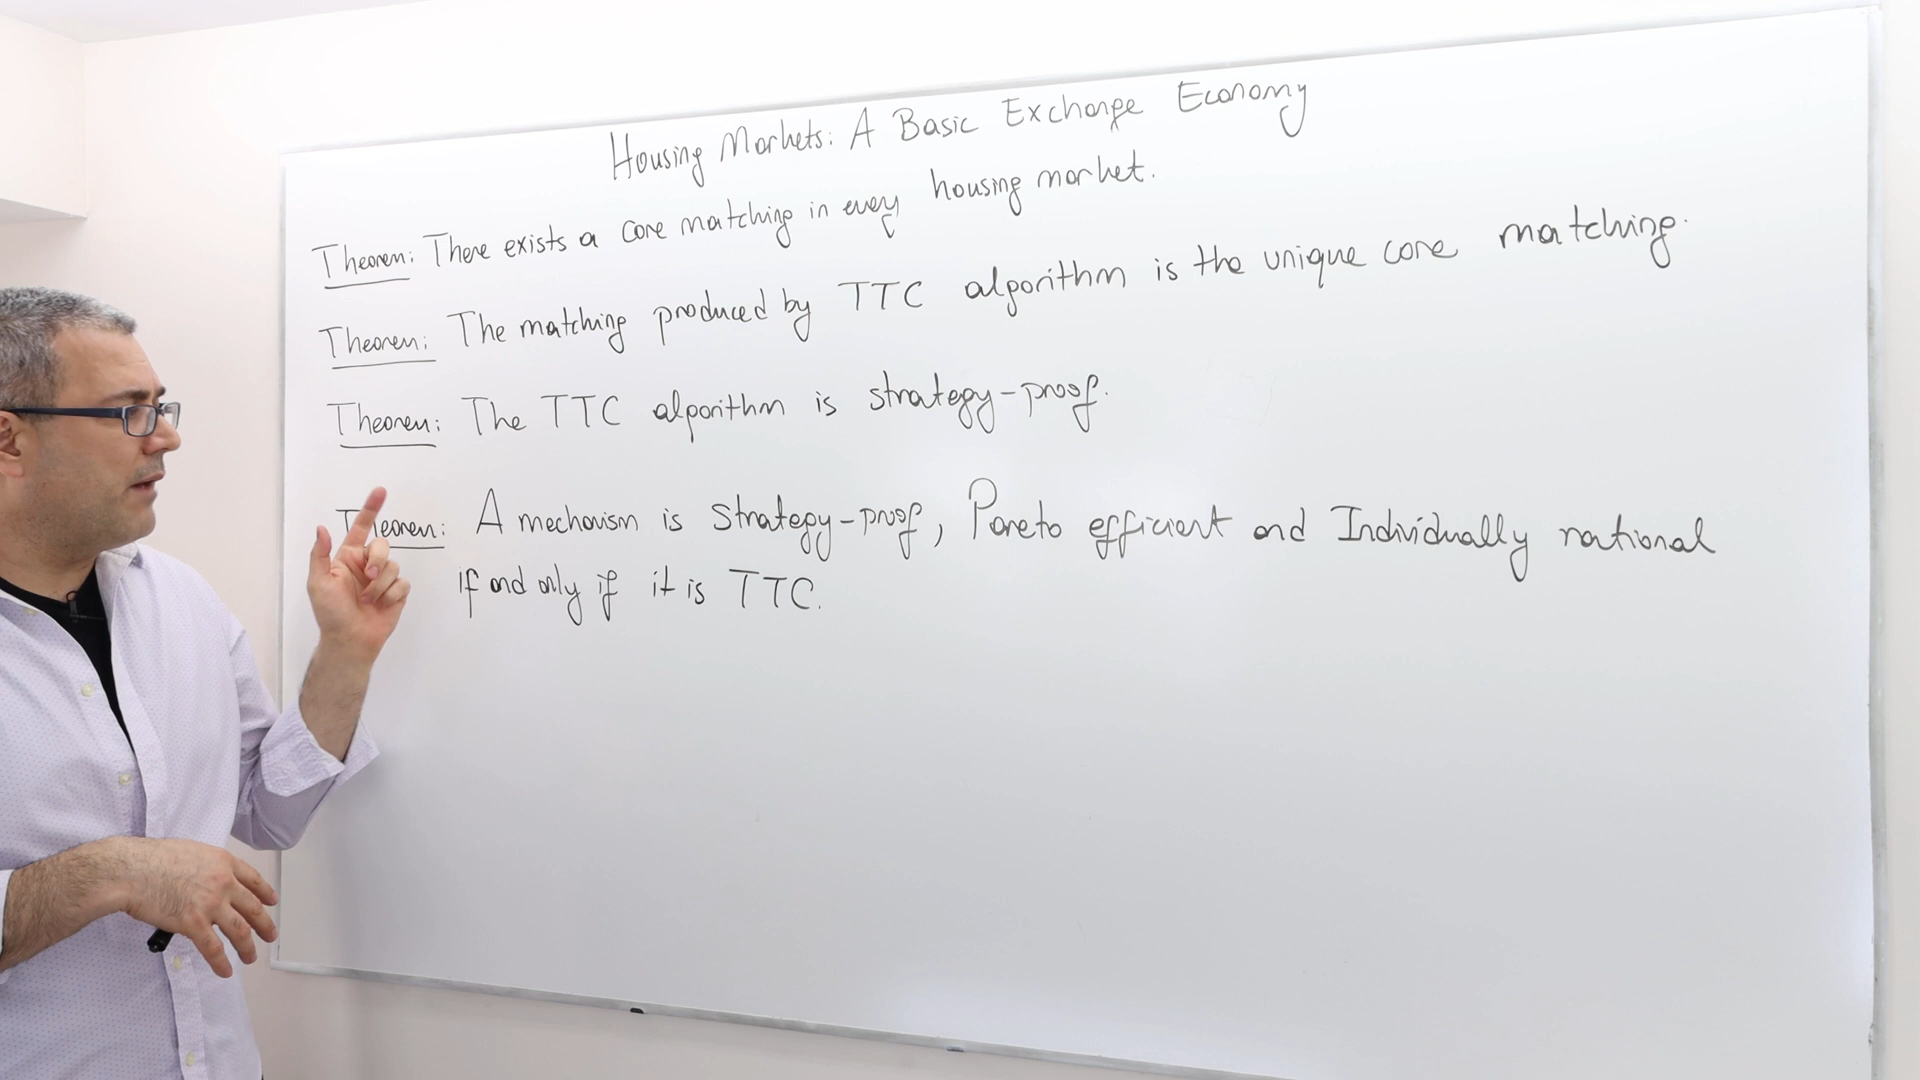 Housing Markets: A Basic Exchange Economy
Theorem: There exists a core matching in every housing market.
Theorem: The matching produced by TTC algorithm is the unique core matching.
Theorem: The TTC algorithm is strategy-proof.
Theorem: A mechanism is strategy-proof, Pareto efficient and Individually rational
if and only if it is TTC.